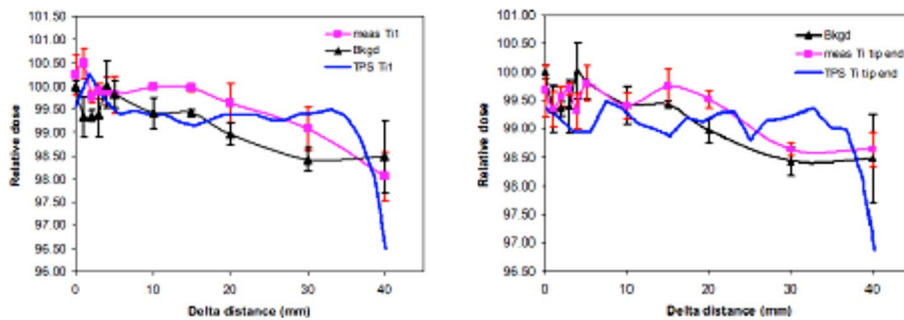 101.50
101.00
100.50
100.00
99.50
99.00
98.50
98.00
97.50
97.00
96.50
96.00
Relative dose
0 10 20 30 40
Delta distance (mm)
meas Ti1
Bkgd
TPS Ti1
101.00
100.50
100.00
99.50
99.00
98.50
98.00
97.50
97.00
96.50
Relative dose
0 10 20 30 40
Delta distance (mm)
Bkgd
meas Ti tip end
TPS Ti tip end